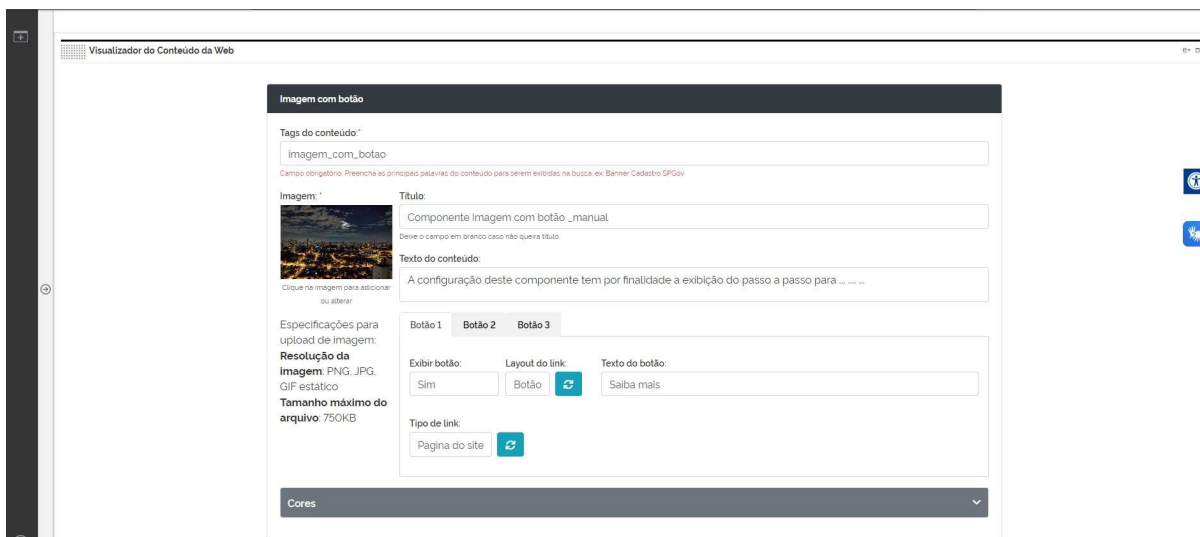 Visualizador do Conteúdo da Web
Imagem com botão
Tags do conteúdo:*
imagem_com_botao
Campo obrigatório. Preencha as principais palavras do conteúdo para serem exibidas na busca, ex: Banner Cadastro SPGov
Imagem: *
Título:
Componente Imagem com botão _manual
Deixe o campo em branco caso não queira título
Texto do conteúdo:
A configuração deste componente tem por finalidade a exibição do passo a passo para ... .... ...
Clique na imagem para adicionar
ou alterar
Especificações para
upload de imagem:
Resolução da
imagem: PNG, JPG,
GIF estático
Tamanho máximo do
arquivo: 750KB
Botão 1 Botão 2 Botão 3
Exibir botão: Layout do link: Texto do botão:
Sim Botão Saiba mais
Tipo de link:
Página do site
Cores